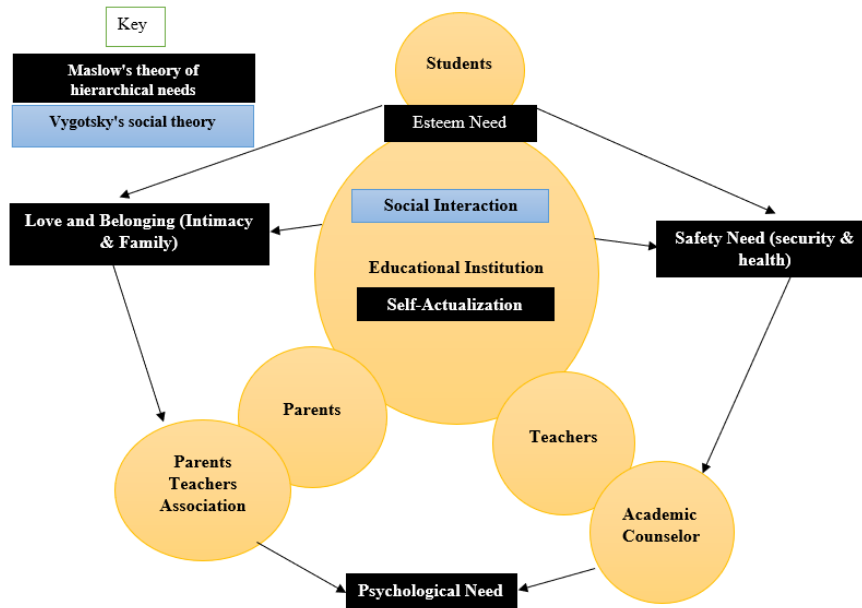 Key
Maslow's theory of
hierarchical needs
Vygotsky's social theory
Students
Esteem Need
Social Interaction
Love and Belonging (Intimacy
& Family)
Safety Need (security &
health)
Educational Institution
Self-Actualization
Parents
Teachers
Parents
Teachers
Association
Academic
Counselor
Psychological Need